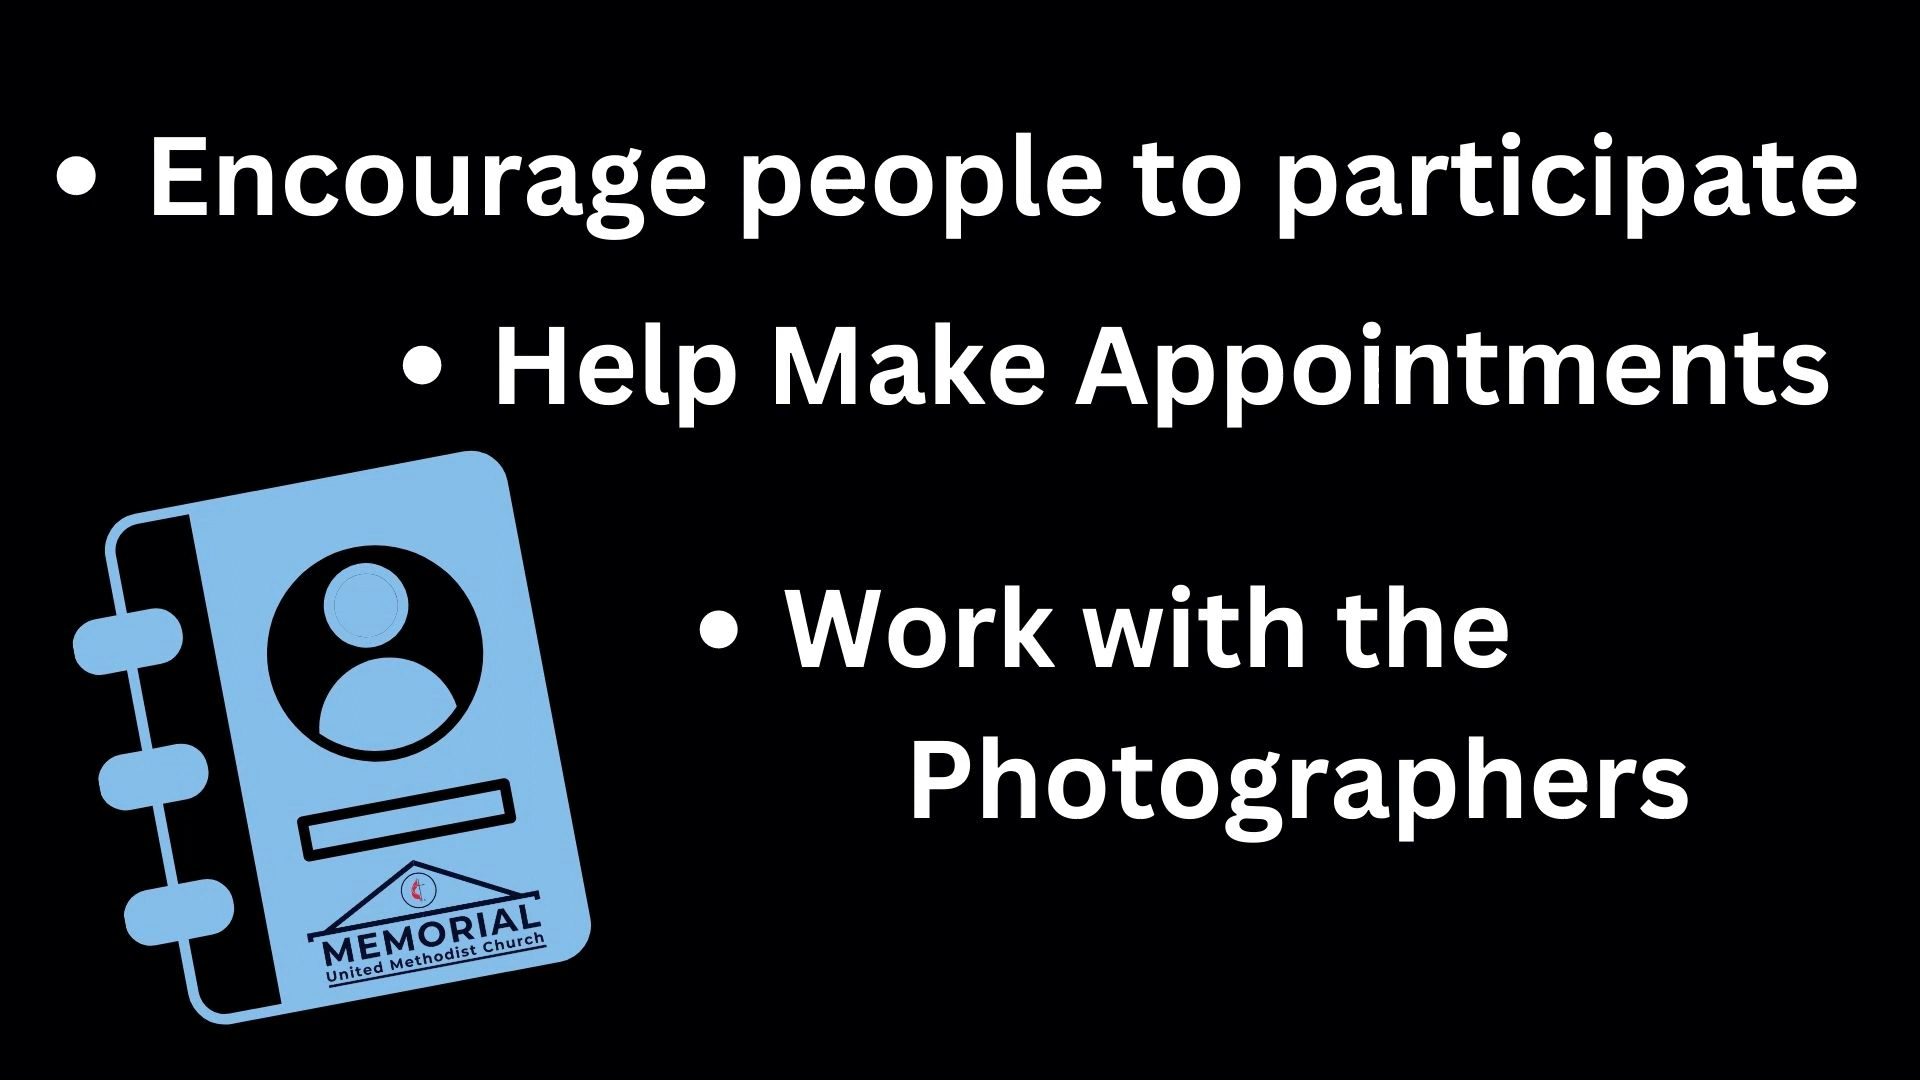 • Encourage people to participate
• Help Make Appointments
• Work with the
Photographers
MEMORIAL
United Methodist Church